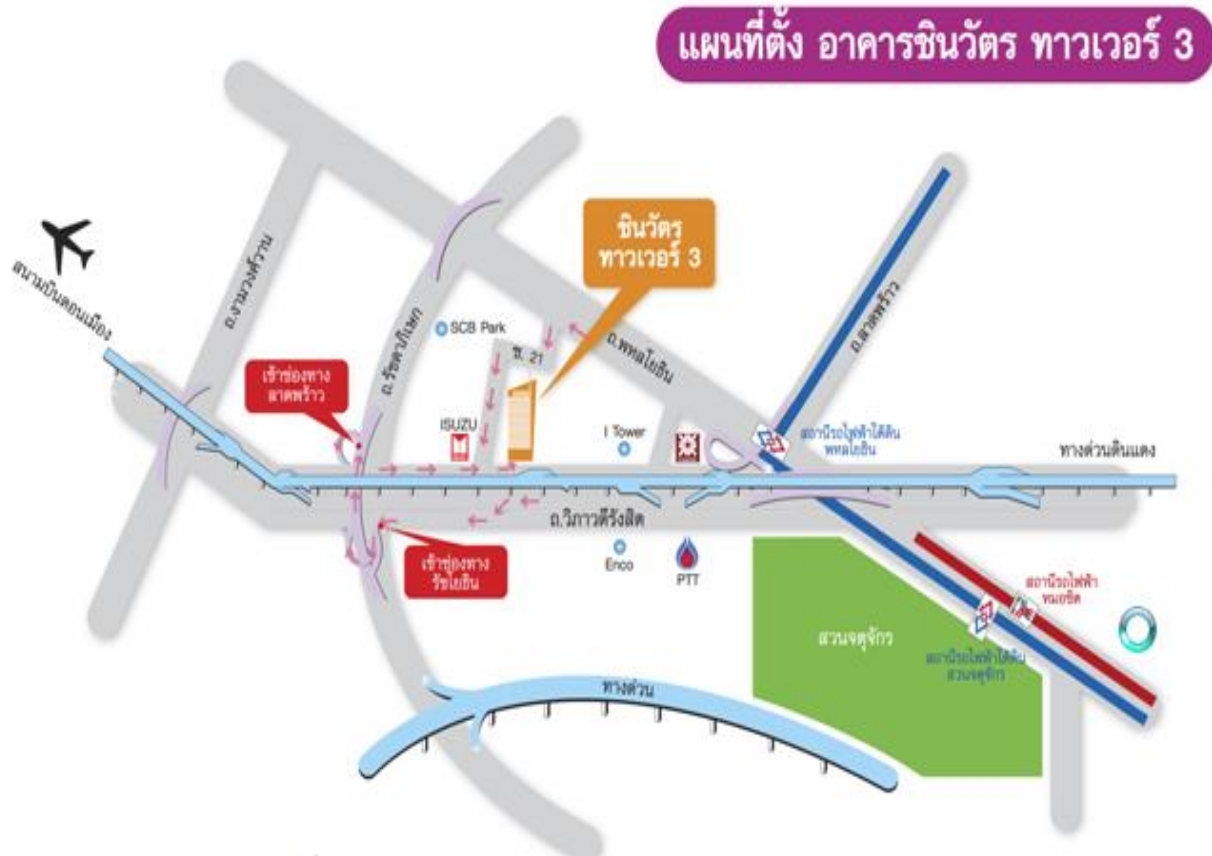 แผนที่ตั้ง อาคารชินวัตร ทาวเวอร์ 3
ชินวัตร
ทาวเวอร์ 3
สนามบินดอนเมือง
ถ.งามวงศ์วาน
ถ.รัชดาภิเษก
SCB Park
ซ. 21
ถ.พหลโยธิน
ถ.ลาดพร้าว
เข้าช่องทาง
ลาดพร้าว
ISUZU
I Tower
สถานีรถไฟฟ้าใต้ดิน
พหลโยธิน
ทางด่วนดินแดง
ถ.วิภาวดีรังสิต
เข้าช่องทาง
รัชโยธิน
Enco
PTT
สถานีรถไฟฟ้า
หมอชิต
สวนจตุจักร
สถานีรถไฟฟ้าใต้ดิน
สวนจตุจักร
ทางด่วน